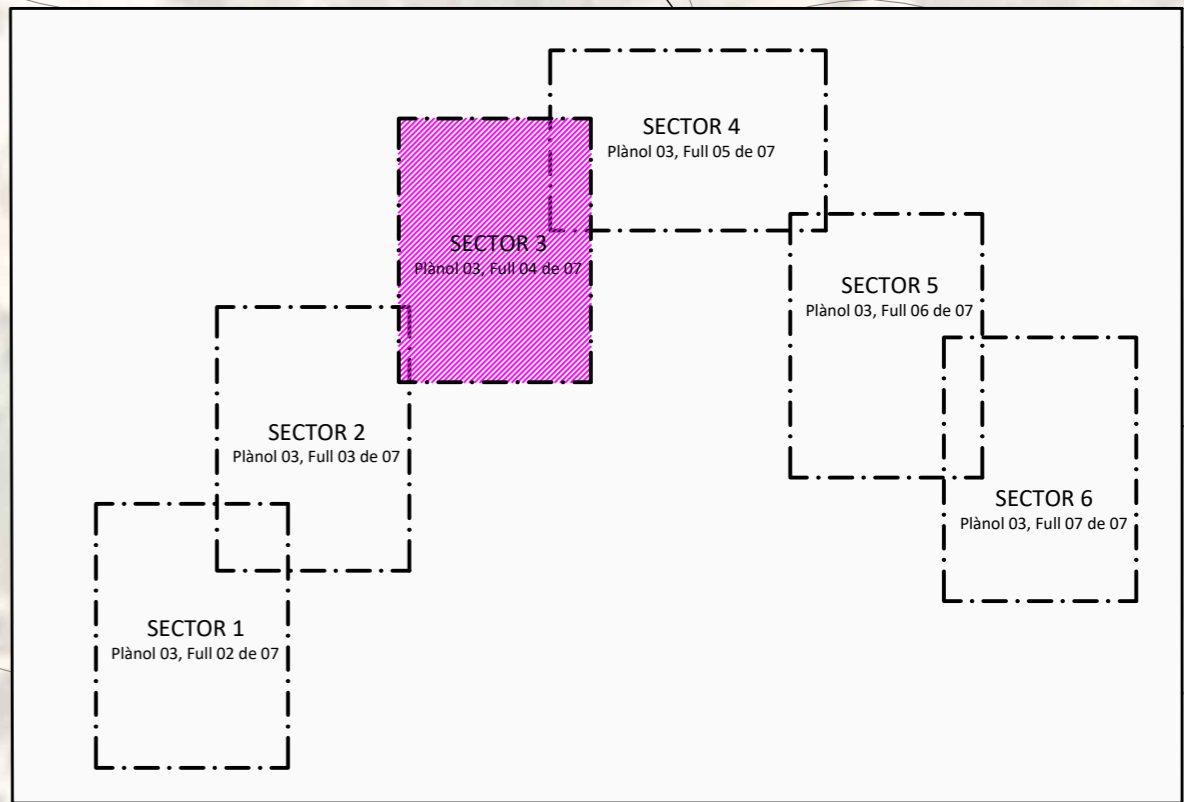 SECTOR 4
Plànol 03, Full 05 de 07
SECTOR 3
Plànol 03, Full 04 de 07
SECTOR 5
Plànol 03, Full 06 de 07
SECTOR 2
Plànol 03, Full 03 de 07
SECTOR 6
Plànol 03, Full 07 de 07
SECTOR 1
Plànol 03, Full 02 de 07